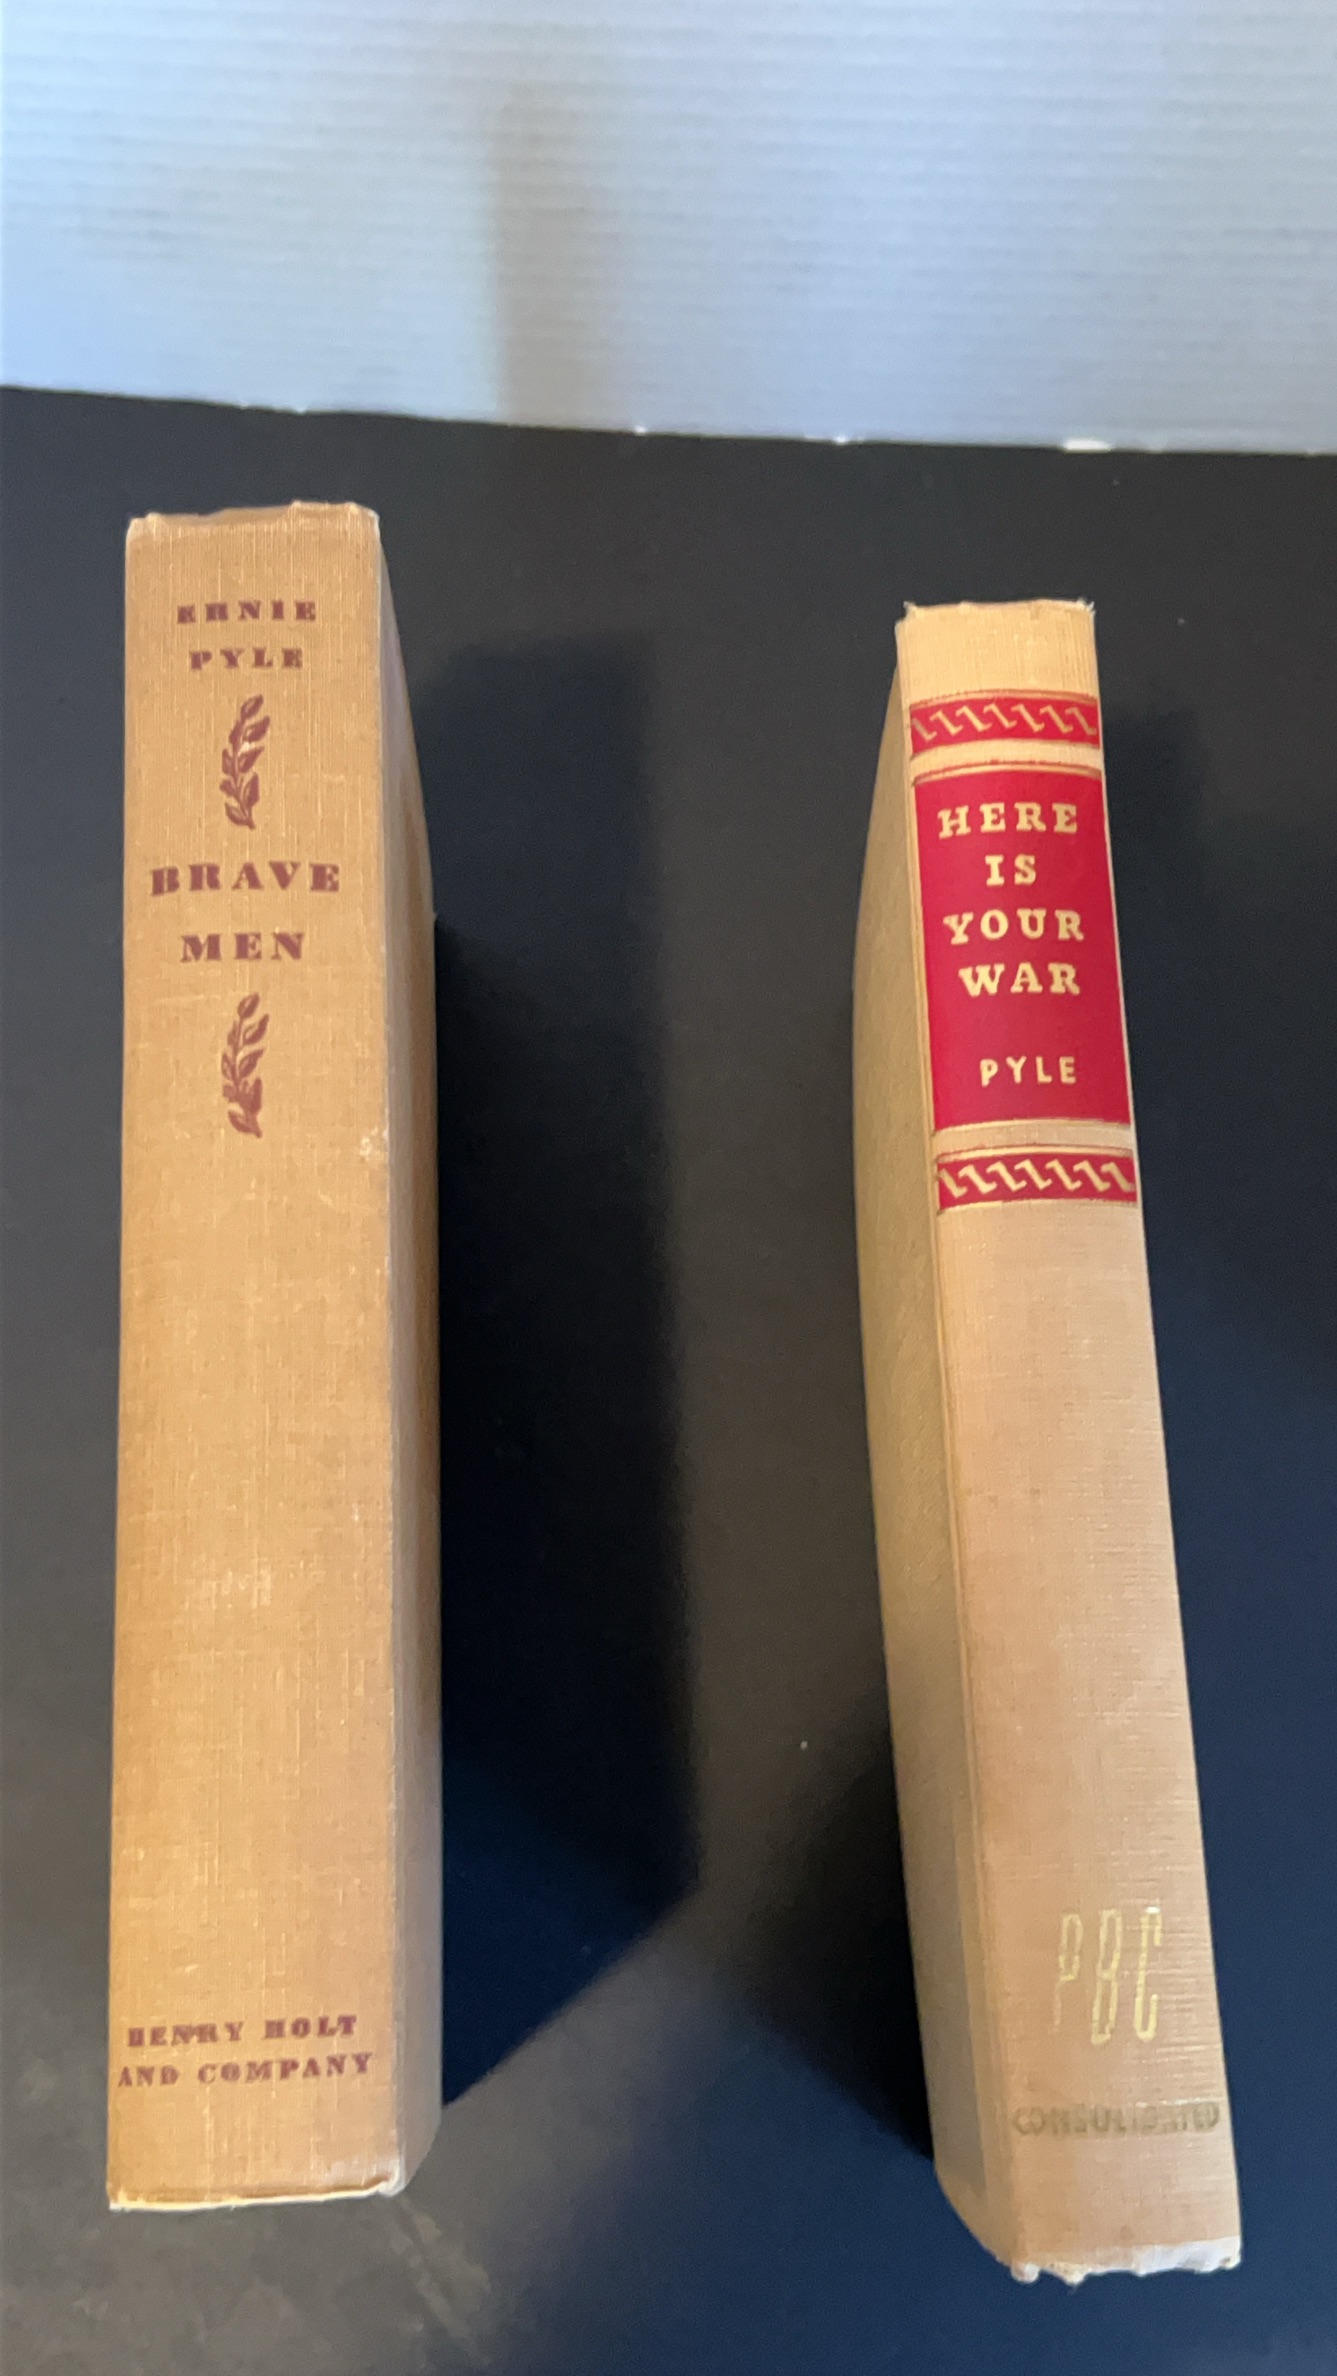 ERNIE
PYLE
BRAVE
MEN
HENRY HOLT
AND COMPANY
HERE
IS
YOUR
WAR
PYLE
PBC
CONSOLIDATED